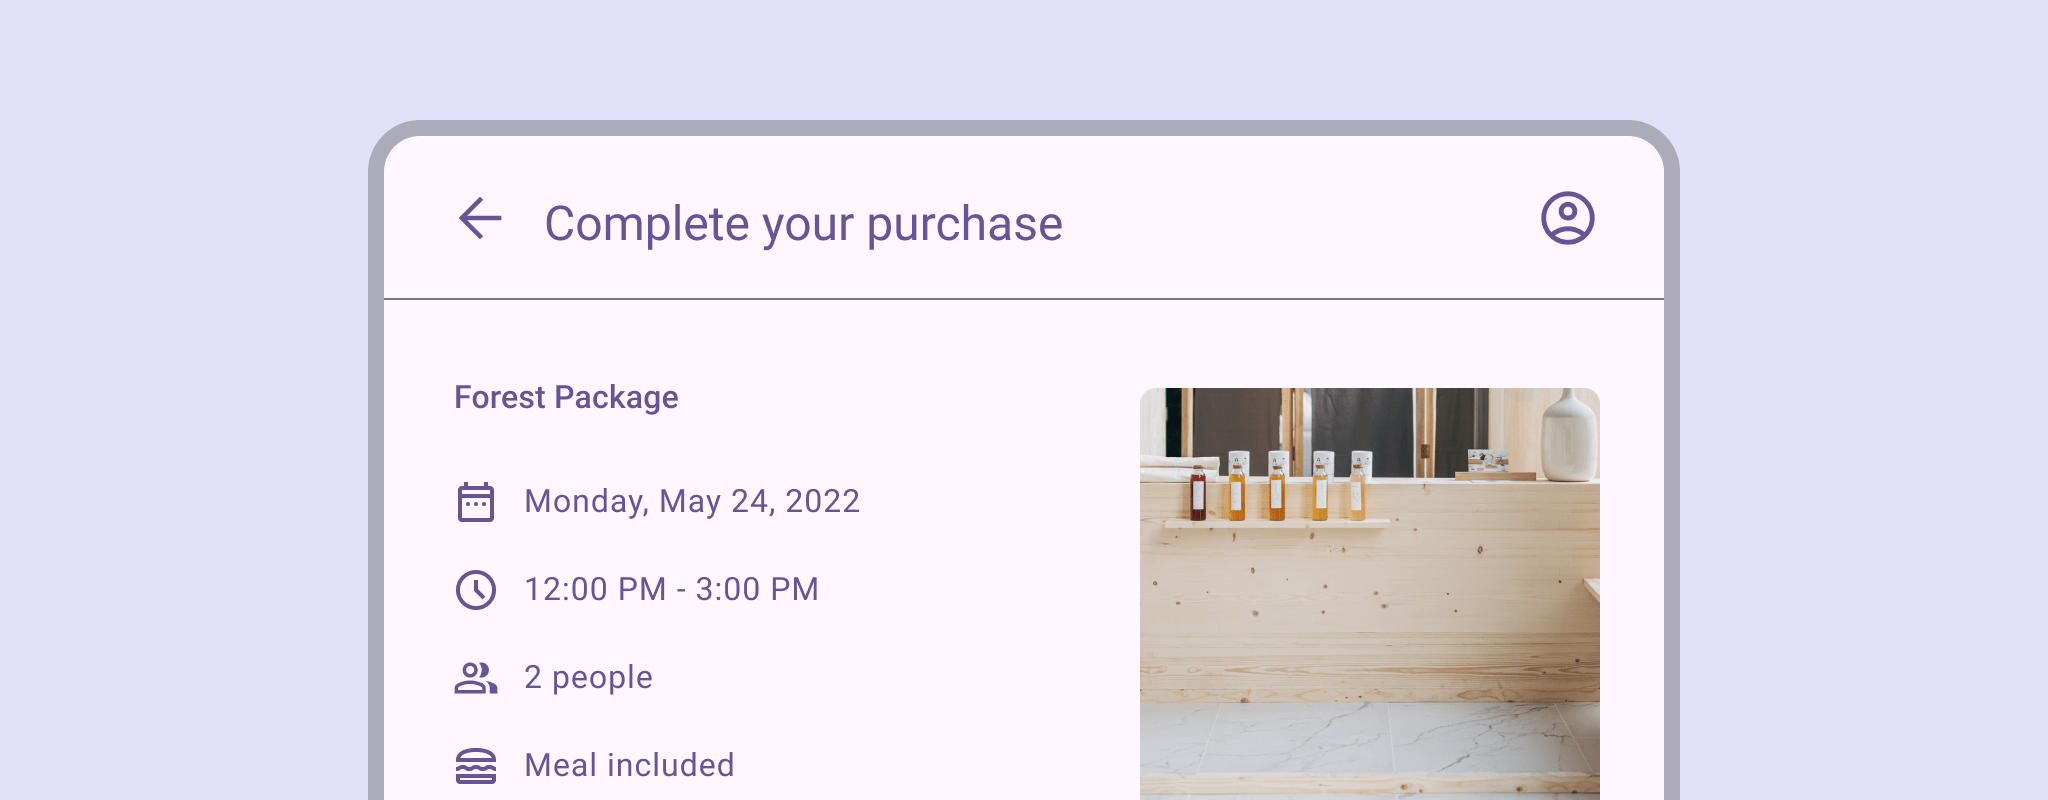 Complete your purchase
Forest Package
Monday, May 24, 2022
12:00 PM - 3:00 PM
2 people
Meal included